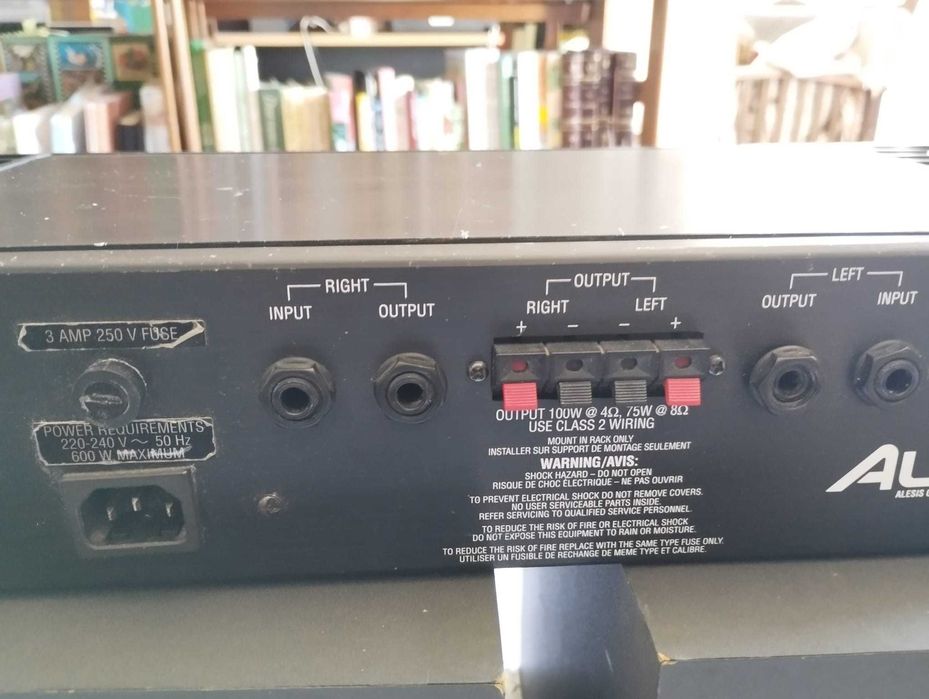 RIGHT
INPUT
OUTPUT
OUTPUT
RIGHT
LEFT
+ − − +
LEFT
OUTPUT
INPUT
3 AMP 250 V FUSE
POWER REQUIREMENTS
220-240 V ~ 50 Hz
600 W MAXIMUM
OUTPUT 100W @ 4Ω, 75W @ 8Ω
USE CLASS 2 WIRING
MOUNT IN RACK ONLY
INSTALLER SUR SUPPORT DE MONTAGE SEULEMENT
WARNING/AVIS:
SHOCK HAZARD – DO NOT OPEN
RISQUE DE CHOC ÉLECTRIQUE – NE PAS OUVRIR
TO PREVENT ELECTRICAL SHOCK DO NOT REMOVE COVERS.
NO USER SERVICEABLE PARTS INSIDE.
REFER SERVICING TO QUALIFIED SERVICE PERSONNEL.
TO REDUCE THE RISK OF FIRE OR ELECTRICAL SHOCK
DO NOT EXPOSE THIS EQUIPMENT TO RAIN OR MOISTURE.
TO REDUCE THE RISK OF FIRE REPLACE WITH THE SAME TYPE FUSE ONLY.
UTILISER UN FUSIBLE DE RECHANGE DE MEME TYPE ET CALIBRE.
ALESIS